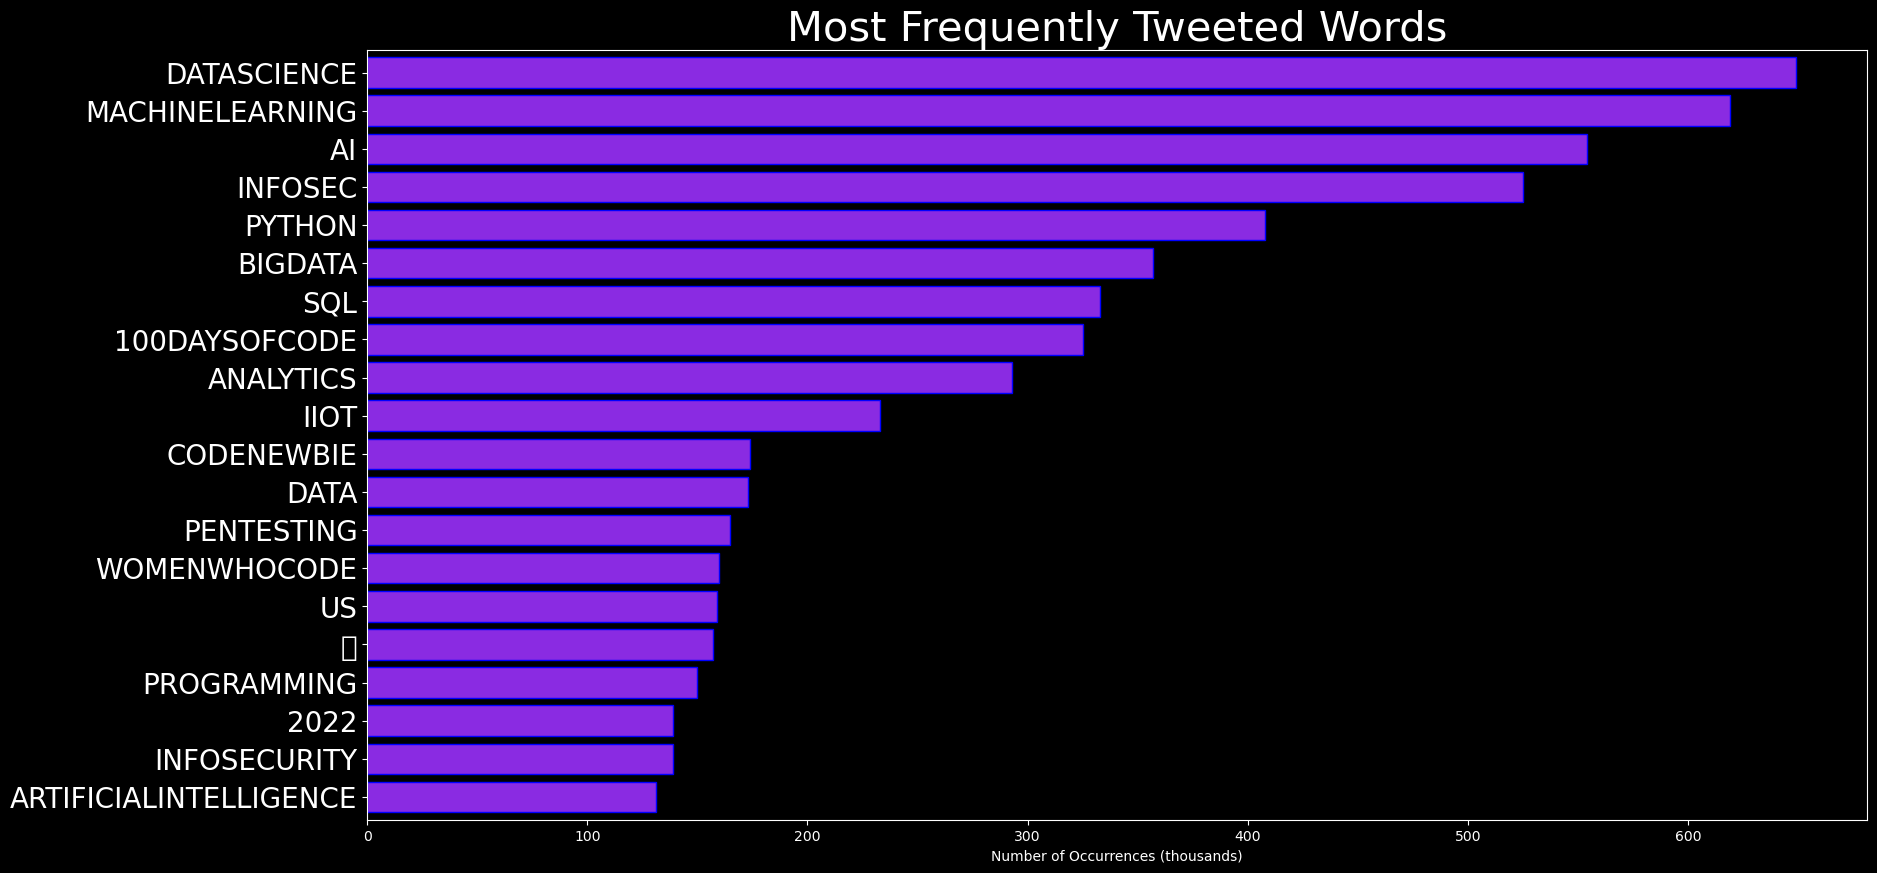 Most Frequently Tweeted Words
DATASCIENCE
MACHINELEARNING
AI
INFOSEC
PYTHON
BIGDATA
SQL
100DAYSOFCODE
ANALYTICS
IIOT
CODENEWBIE
DATA
PENTESTING
WOMENWHOCODE
US
PROGRAMMING
2022
INFOSECURITY
ARTIFICIALINTELLIGENCE
0 100 200 300 400 500 600
Number of Occurrences (thousands)